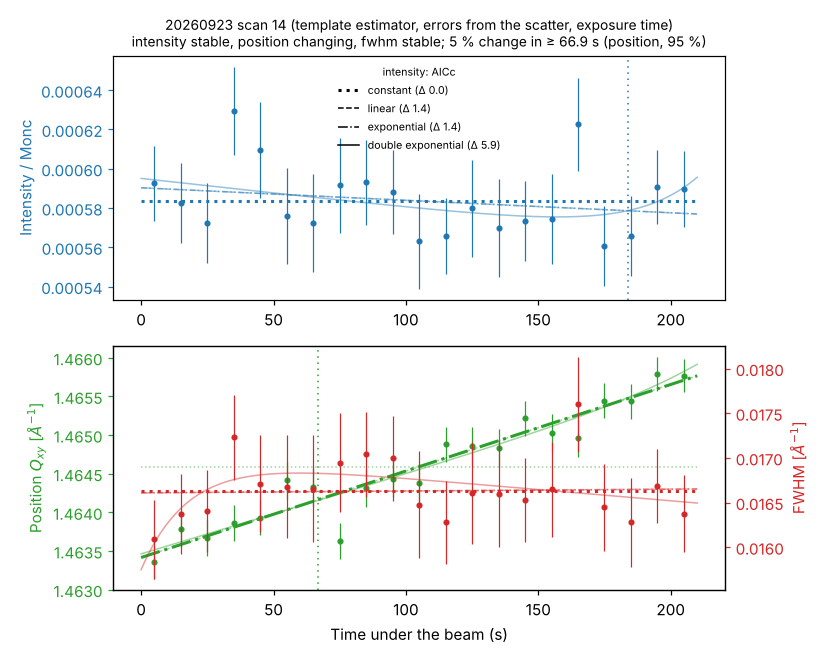 20260923 scan 14 (template estimator, errors from the scatter, exposure time)
intensity stable, position changing, fwhm stable; 5 % change in ≥ 66.9 s (position, 95 %)
intensity: AICc
constant (Δ 0.0)
linear (Δ 1.4)
exponential (Δ 1.4)
double exponential (Δ 5.9)
Intensity / Monc
0.00064
0.00062
0.00060
0.00058
0.00056
0.00054
0 50 100 150 200
Position Qxy [Å⁻¹]
1.4660
1.4655
1.4650
1.4645
1.4640
1.4635
1.4630
0.0180
0.0175
0.0170
0.0165
0.0160
FWHM [Å⁻¹]
0 50 100 150 200
Time under the beam (s)